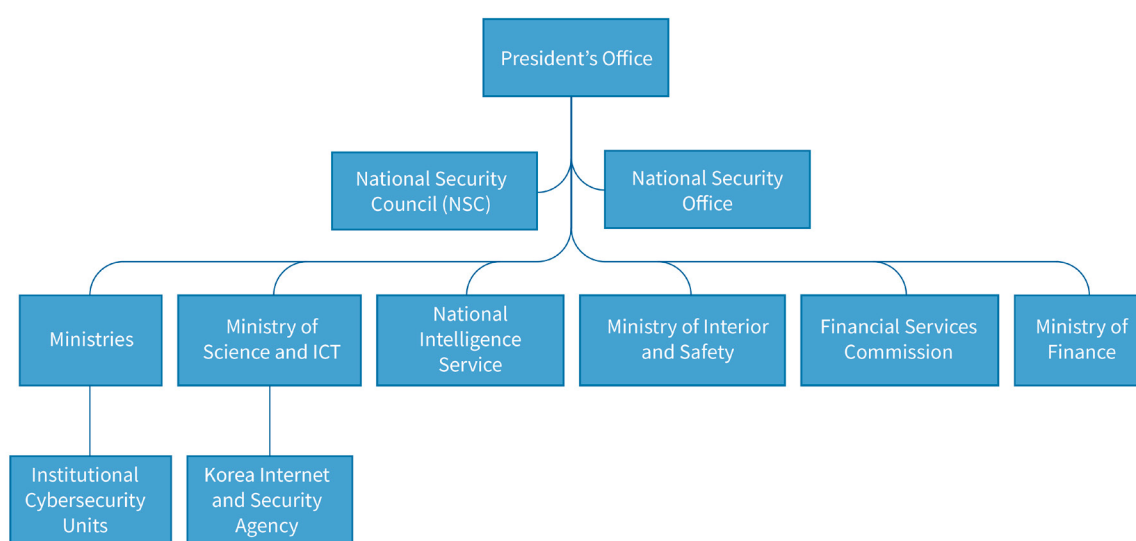 President’s Office
National Security
Council (NSC)
National Security
Office
Ministries
Ministry of
Science and ICT
National
Intelligence
Service
Ministry of Interior
and Safety
Financial Services
Commission
Ministry of
Finance
Institutional
Cybersecurity
Units
Korea Internet
and Security
Agency